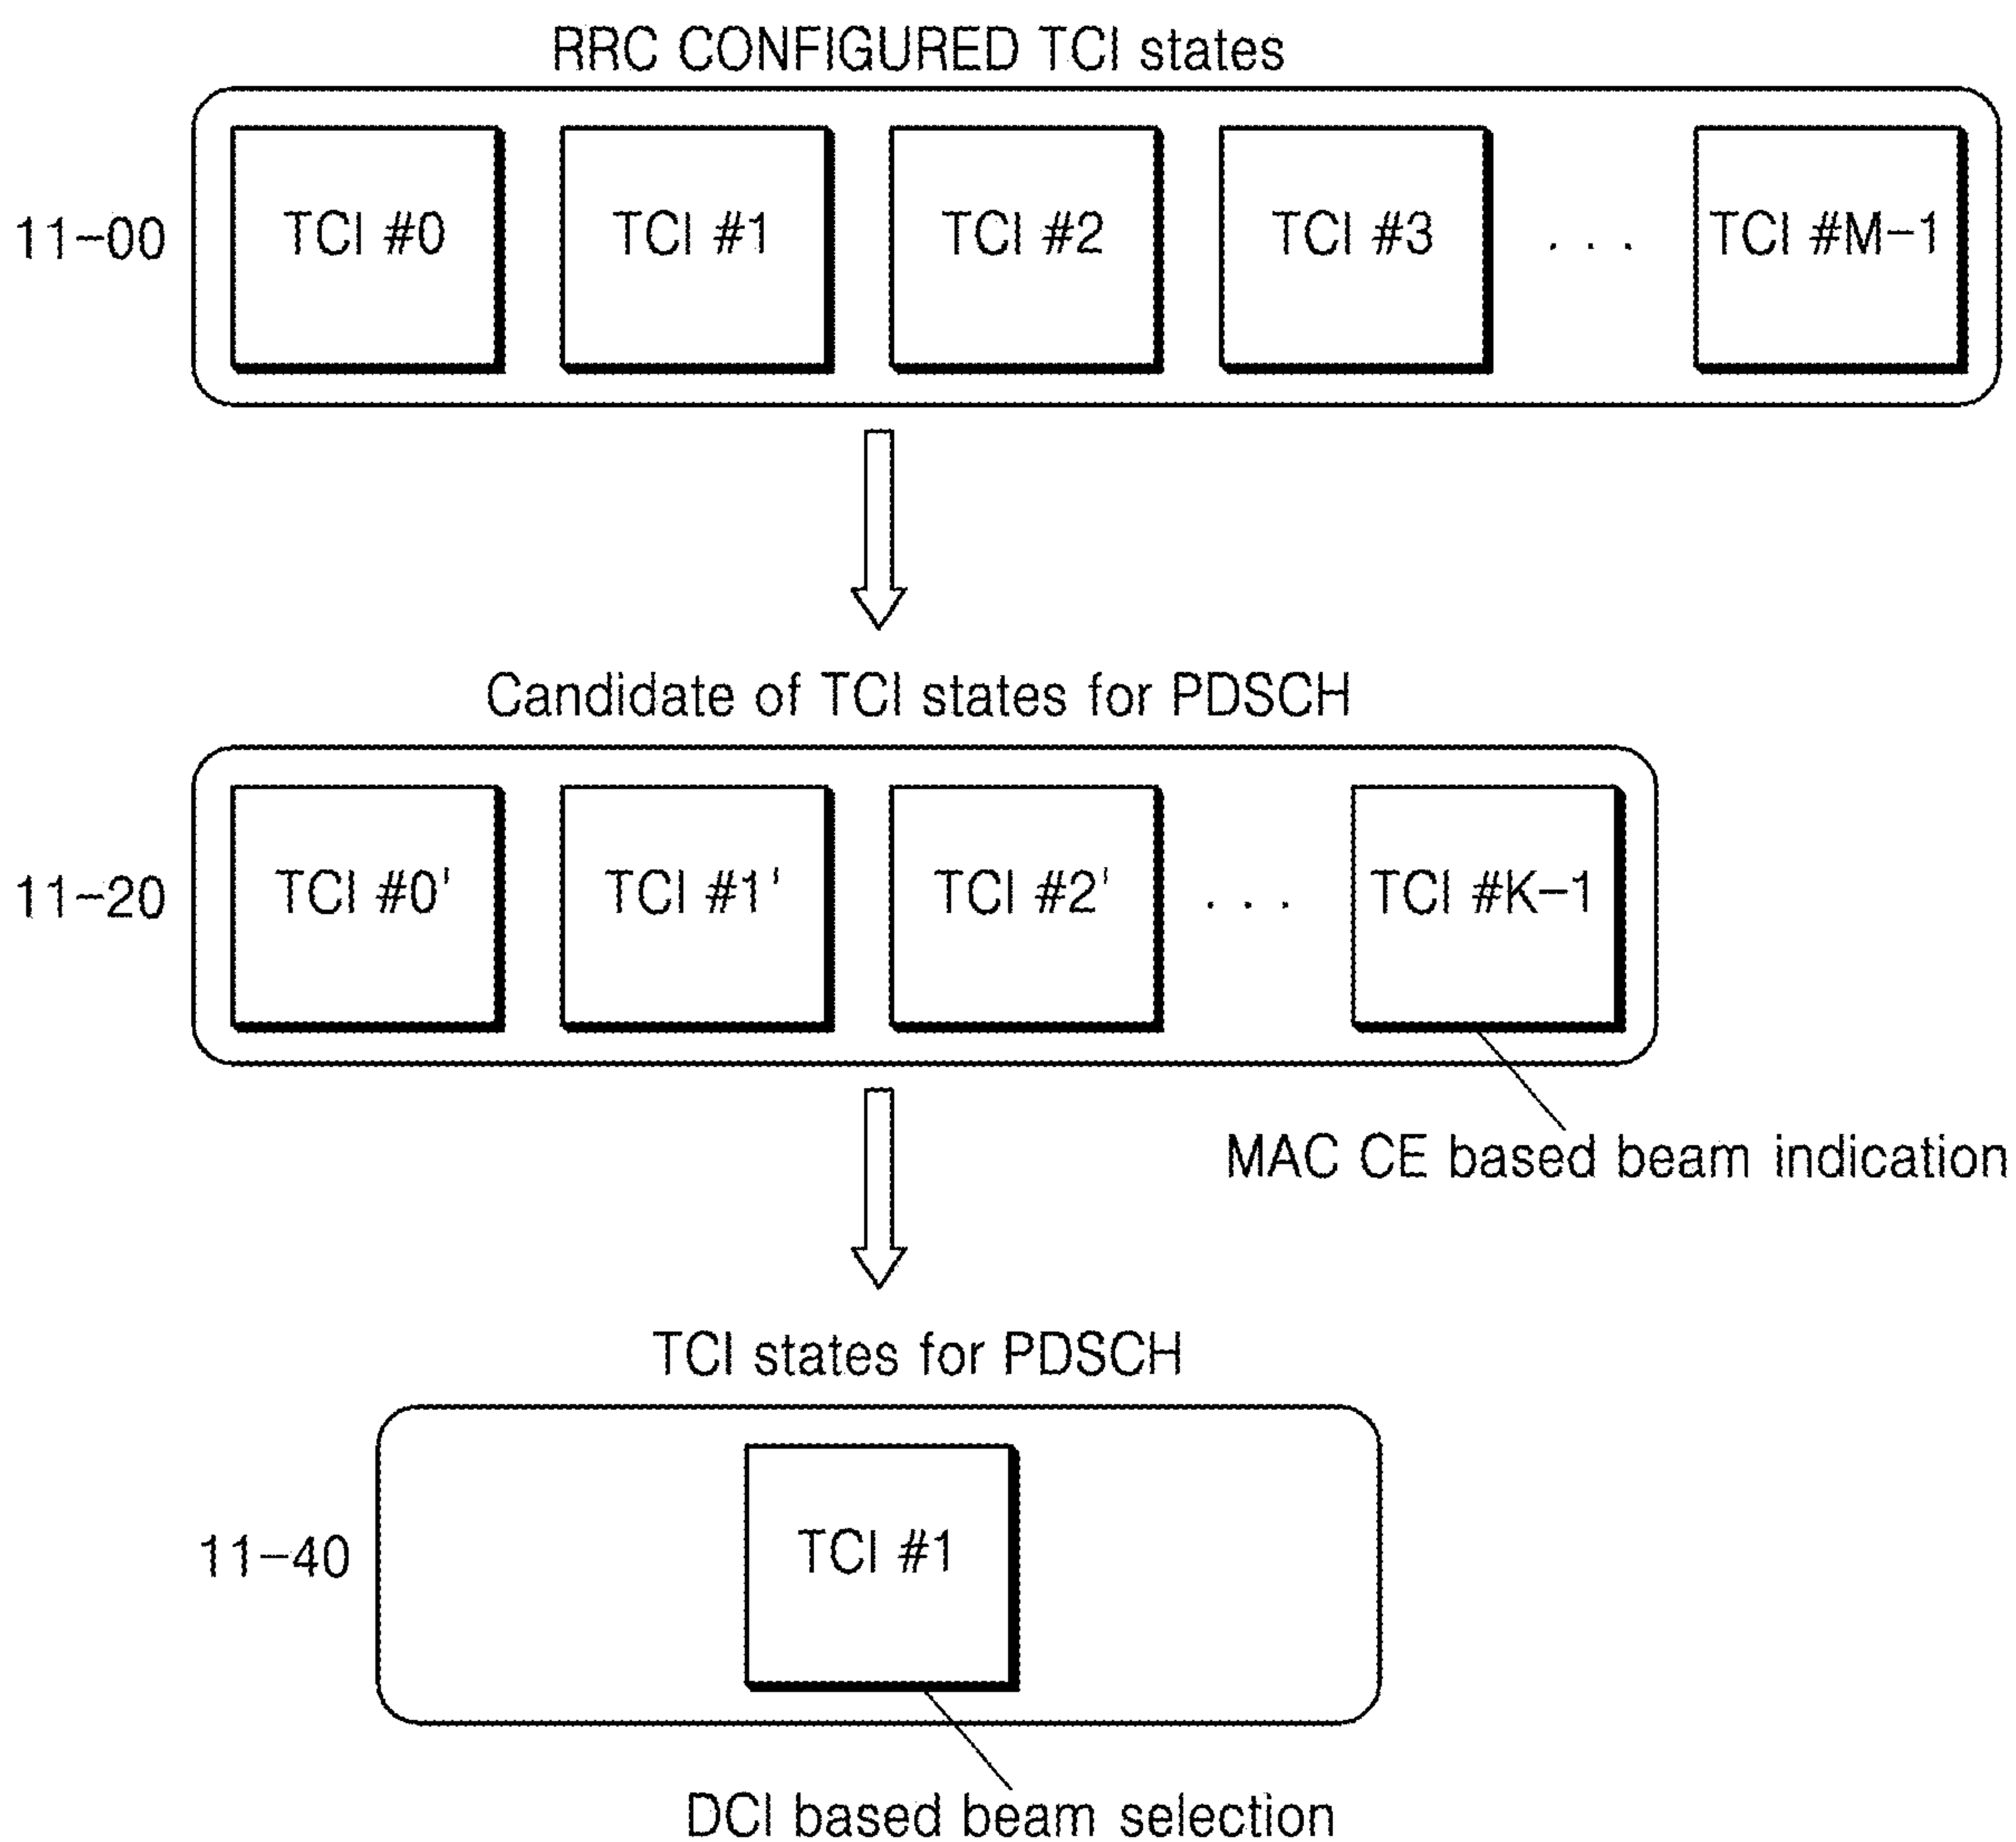 RRC CONFIGURED TCI states
11-00
TCI #0
TCI #1
TCI #2
TCI #3
. . .
TCI #M-1
Candidate of TCI states for PDSCH
11-20
TCI #0'
TCI #1'
TCI #2'
. . .
TCI #K-1
MAC CE based beam indication
TCI states for PDSCH
11-40
TCI #1
DCI based beam selection